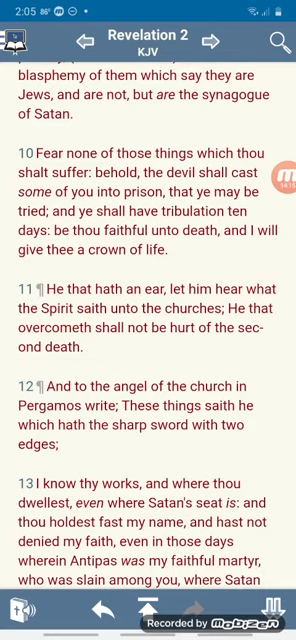 2:05 86 M
Revelation 2
KJV
blasphemy of them which say they are
Jews, and are not, but are the synagogue
of Satan.
10 Fear none of those things which thou
shalt suffer: behold, the devil shall cast
some of you into prison, that ye may be
tried; and ye shall have tribulation ten
days: be thou faithful unto death, and I will
give thee a crown of life.
11 ¶ He that hath an ear, let him hear what
the Spirit saith unto the churches; He that
overcometh shall not be hurt of the sec-
ond death.
12 ¶ And to the angel of the church in
Pergamos write; These things saith he
which hath the sharp sword with two
edges;
13 I know thy works, and where thou
dwellest, even where Satan's seat is: and
thou holdest fast my name, and hast not
denied my faith, even in those days
wherein Antipas was my faithful martyr,
who was slain among you, where Satan
Recorded by Mobizen